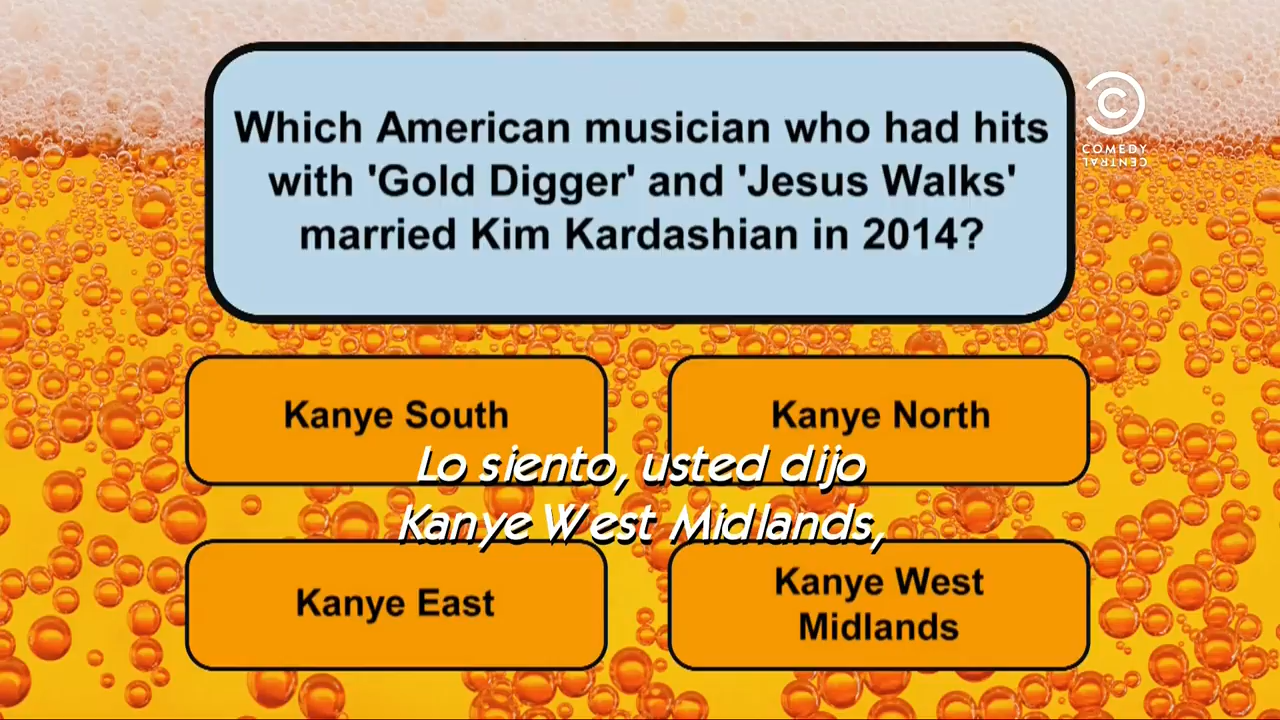 Which American musician who had hits
with 'Gold Digger' and 'Jesus Walks'
married Kim Kardashian in 2014?
COMEDY
CENTRAL
Kanye South
Kanye North
Lo siento, usted dijo
Kanye West Midlands,
Kanye East
Kanye West
Midlands